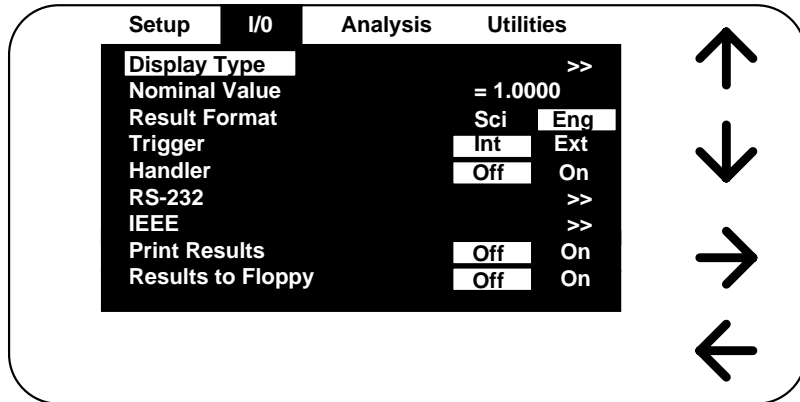 Setup I/0 Analysis Utilities
Display Type >>
Nominal Value = 1.0000
Result Format Sci Eng
Trigger Int Ext
Handler Off On
RS-232 >>
IEEE >>
Print Results Off On
Results to Floppy Off On